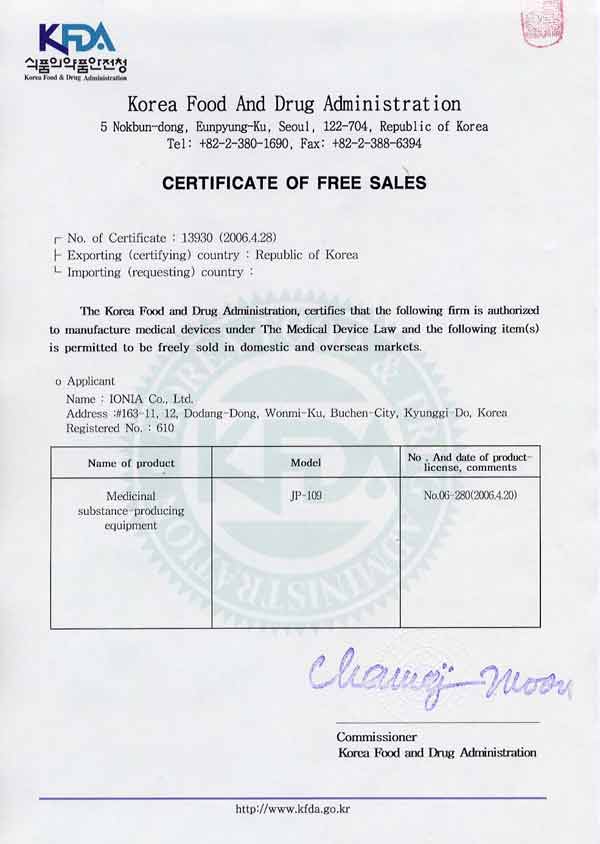 KFDA
식품의약품안전청
Korea Food & Drug Administration
Korea Food And Drug Administration
5 Nokbun-dong, Eunpyung-Ku, Seoul, 122-704, Republic of Korea
Tel: +82-2-380-1690, Fax: +82-2-388-6394
CERTIFICATE OF FREE SALES
┌ No. of Certificate : 13930 (2006.4.28)
├ Exporting (certifying) country : Republic of Korea
└ Importing (requesting) country :
The Korea Food and Drug Administration, certifies that the following firm is authorized
to manufacture medical devices under The Medical Device Law and the following item(s)
is permitted to be freely sold in domestic and overseas markets.
o Applicant
Name : IONIA Co., Ltd.
Address :#163-11, 12, Dodang-Dong, Wonmi-Ku, Buchen-City, Kyunggi-Do, Korea
Registered No. : 610
Name of product
Model
No . And date of product-
license, comments
Medicinal
substance-producing
equipment
JP-109
No.06-280(2006.4.20)
KFDA
Moon
Commissioner
Korea Food and Drug Administration
http://www.kfda.go.kr